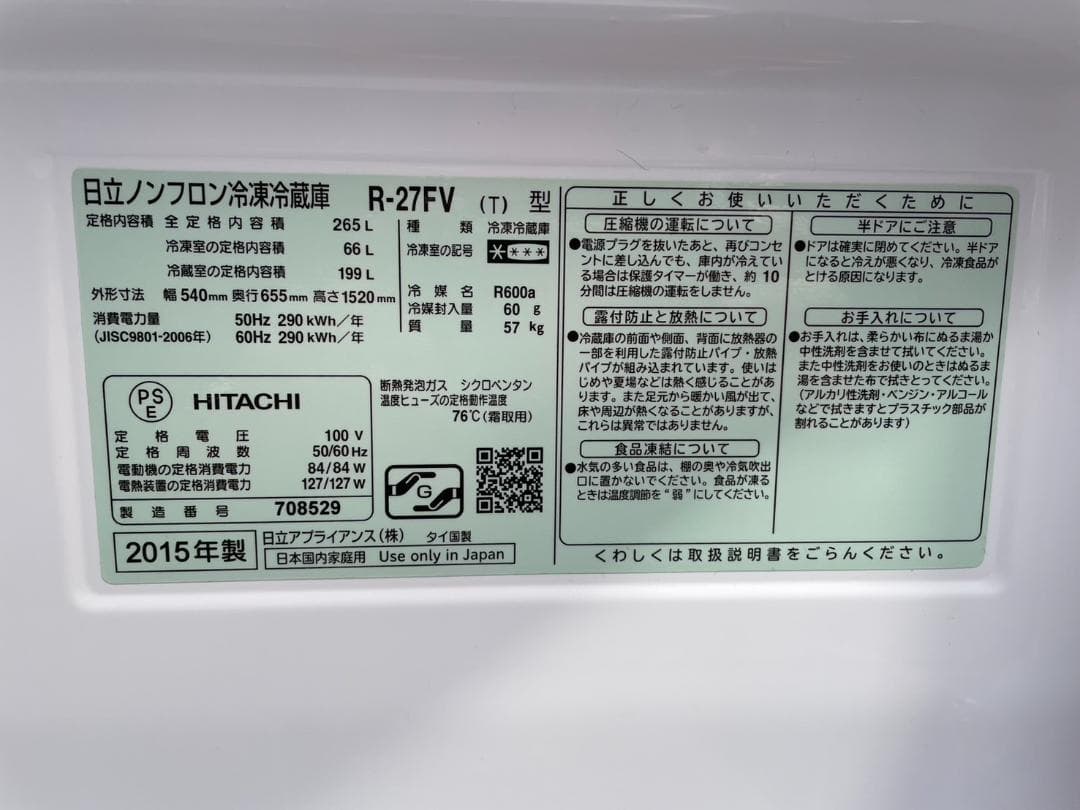 日立ノンフロン冷凍冷蔵庫 R-27FV (T) 型
定格内容積 全定格内容積 265 L
冷凍室の定格内容積 66 L
冷蔵室の定格内容積 199 L
外形寸法 幅 540mm 奥行 655mm 高さ 1520mm
消費電力量 50Hz 290 kWh/年
(JISC9801-2006年) 60Hz 290 kWh/年
種類 冷凍冷蔵庫
冷凍室の記号 ****
冷媒名 R600a
冷媒封入量 60 g
質量 57 kg
PS
E
HITACHI
定格電圧 100 V
定格周波数 50/60 Hz
電動機の定格消費電力 84/84 W
電熱装置の定格消費電力 127/127 W
製造番号 708529
断熱発泡ガス シクロペンタン
温度ヒューズの定格動作温度
76℃(霜取用)
G
2015年製
日立アプライアンス(株) タイ国製
日本国内家庭用 Use only in Japan
正しくお使いいただくために
圧縮機の運転について
●電源プラグを抜いたあと、再びコンセ
ントに差し込んでも、庫内が冷えてい
る場合は保護タイマーが働き、約10
分間は圧縮機の運転をしません。
露付防止と放熱について
●冷蔵庫の前面や側面、背面に放熱器の
一部を利用した露付防止パイプ・放熱
パイプが組み込まれています。使いは
じめや夏場などは熱く感じることがあ
ります。また足元から暖かい風が出て、
床や周辺が熱くなることがありますが、
これらは異常ではありません。
食品凍結について
●水気の多い食品は、棚の奥や冷気吹出
口に置かないでください。食品が凍る
ときは温度調節を“弱”にしてください。
半ドアにご注意
●ドアは確実に閉めてください。半ドア
になると冷えが悪くなり、冷凍食品が
とける原因になります。
お手入れについて
●お手入れは、柔らかい布にぬるま湯か
中性洗剤を含ませて拭いてください。
また中性洗剤をお使いのときはぬるま
湯を含ませた布で拭きとってください。
(アルカリ性洗剤・ベンジン・アルコール
などで拭きますとプラスチック部品が
割れることがあります)
くわしくは取扱説明書をごらんください。